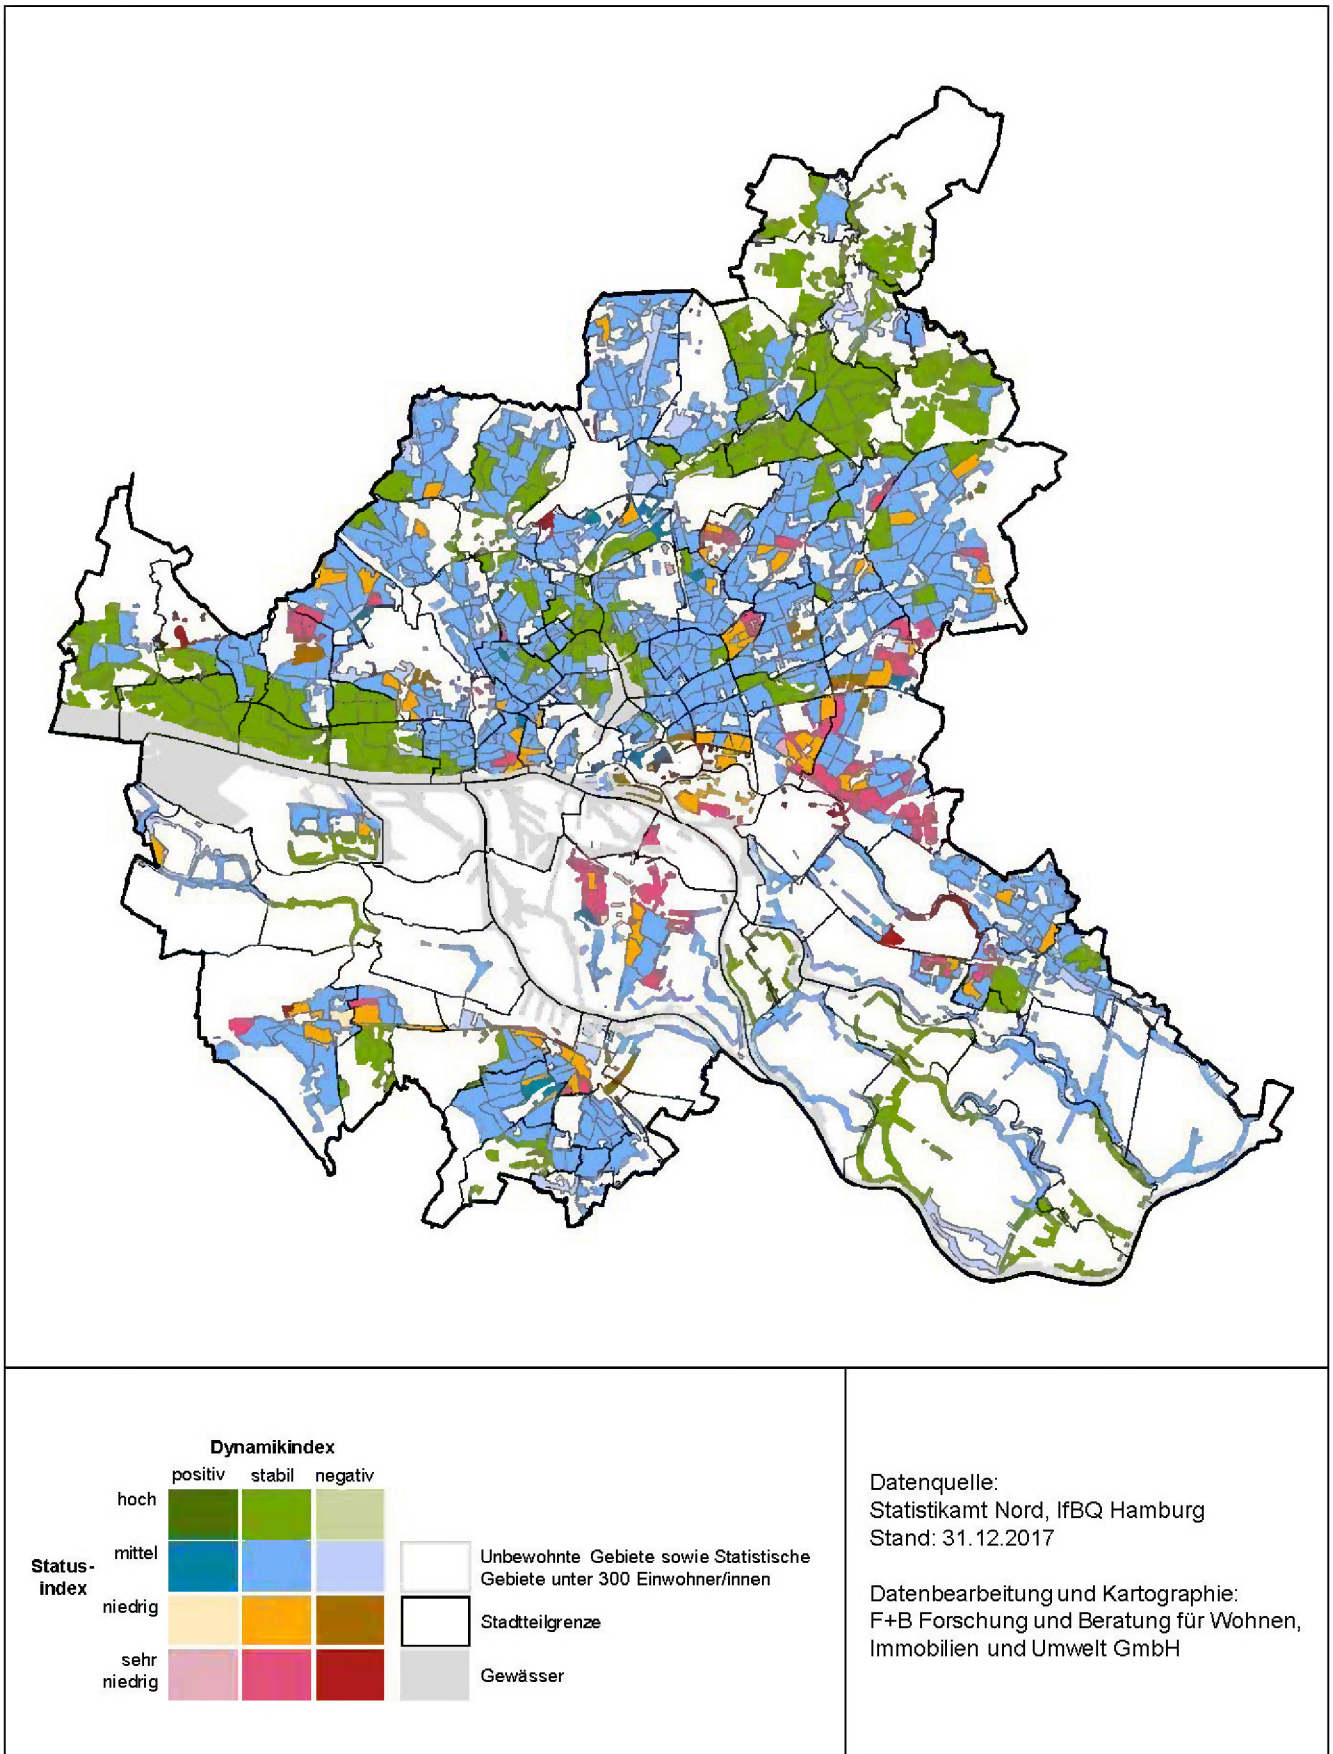 Dynamikindex
positiv stabil negativ
hoch
mittel
Status-
index
niedrig
sehr
niedrig
Unbewohnte Gebiete sowie Statistische
Gebiete unter 300 Einwohner/innen
Stadtteilgrenze
Gewässer
Datenquelle:
Statistikamt Nord, IfBQ Hamburg
Stand: 31.12.2017
Datenbearbeitung und Kartographie:
F+B Forschung und Beratung für Wohnen,
Immobilien und Umwelt GmbH